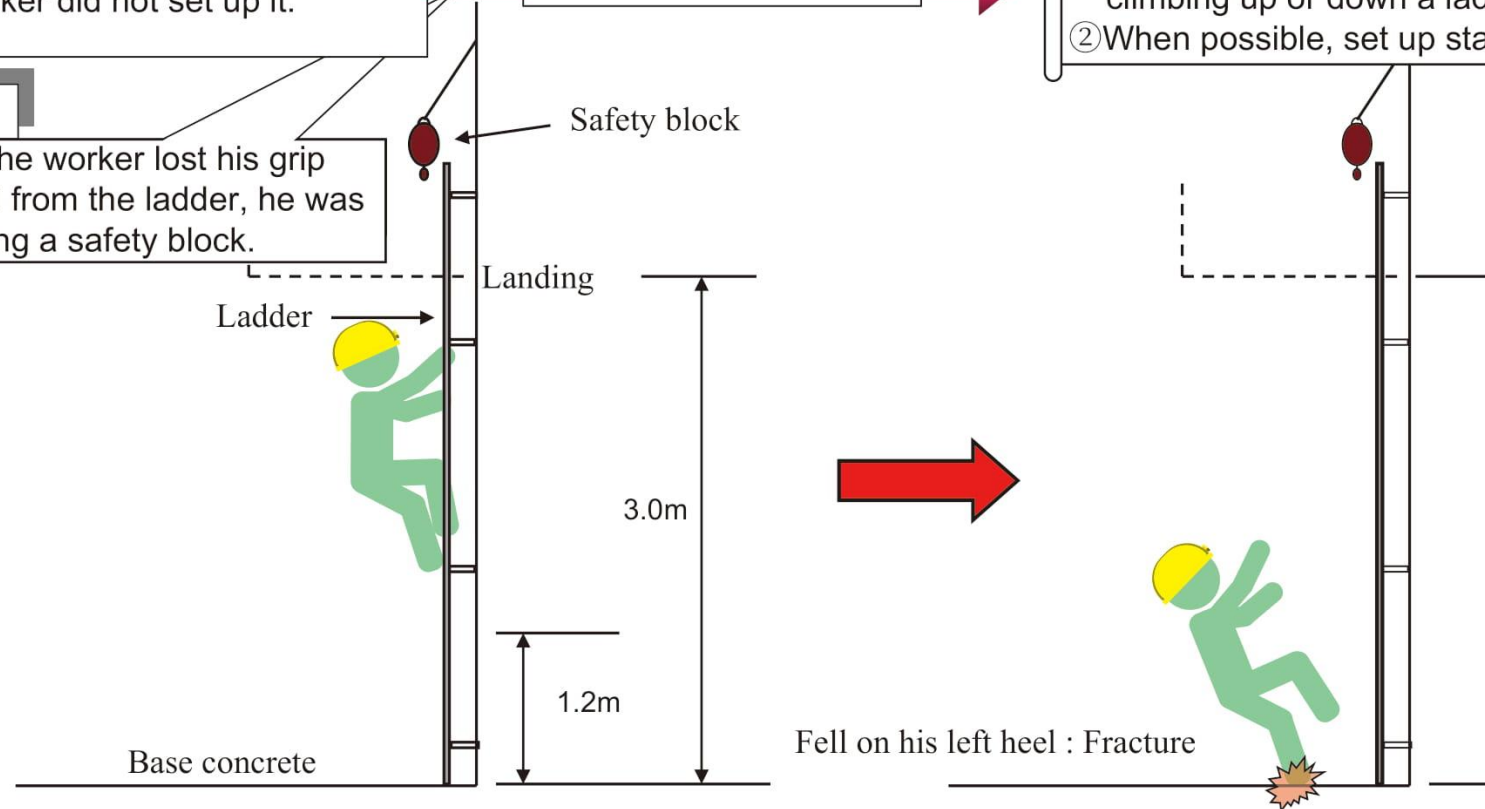 ker did not set up it.
climbing up or down a lad
②When possible, set up sta
he worker lost his grip
from the ladder, he was
ng a safety block.
Safety block
Landing
Ladder
3.0m
1.2m
Base concrete
Fell on his left heel : Fracture